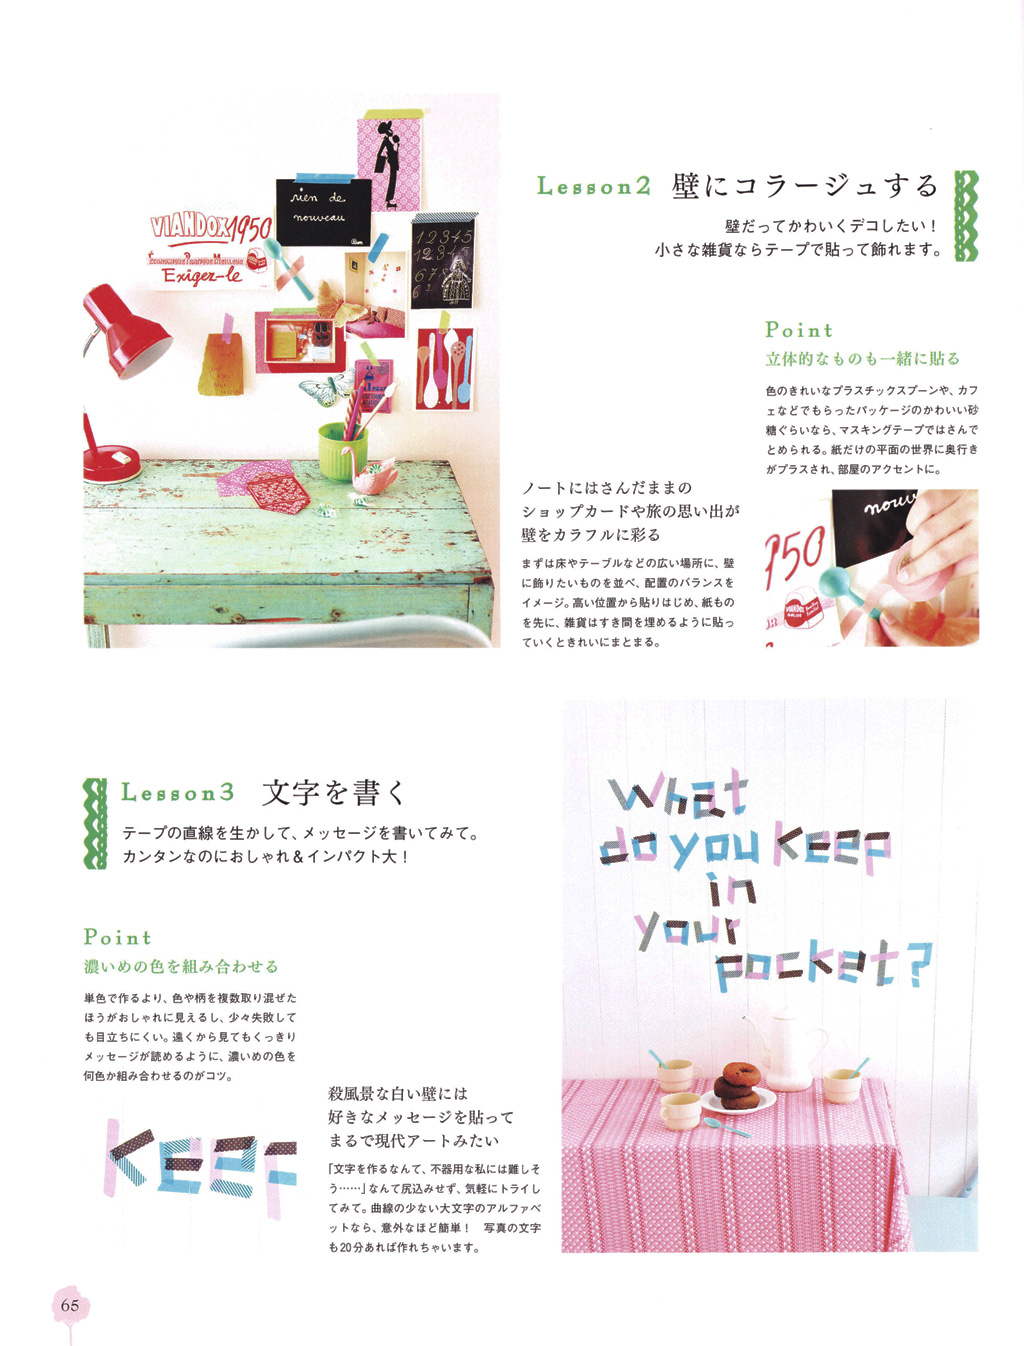 Lesson2 壁にコラージュする
壁だってかわいくデコしたい！
小さな雑貨ならテープで貼って飾れます。
Point
立体的なものも一緒に貼る
色のきれいなプラスチックスプーンや、カフ
ェなどでもらったパッケージのかわいい砂
糖ぐらいなら、マスキングテープではさんで
とめられる。紙だけの平面の世界に奥行き
がプラスされ、部屋のアクセントに。
ノートにはさんだままの
ショップカードや旅の思い出が
壁をカラフルに彩る
まずは床やテーブルなどの広い場所に、壁
に飾りたいものを並べ、配置のバランスを
イメージ。高い位置から貼りはじめ、紙もの
を先に、雑貨はすき間を埋めるように貼っ
ていくときれいにまとまる。
rien de
nouveau
VIANDOX 1950
Exigez-le
12345
12345
678
nouv
950
VIANDOX
Lesson3 文字を書く
テープの直線を生かして、メッセージを書いてみて。
カンタンなのにおしゃれ＆インパクト大！
Point
濃いめの色を組み合わせる
単色で作るより、色や柄を複数取り混ぜた
ほうがおしゃれに見えるし、少々失敗して
も目立ちにくい。遠くから見てもくっきり
メッセージが読めるように、濃いめの色を
何色か組み合わせるのがコツ。
KEEP
殺風景な白い壁には
好きなメッセージを貼って
まるで現代アートみたい
「文字を作るなんて、不器用な私には難しそ
う……」なんて尻込みせず、気軽にトライし
てみて。曲線の少ない大文字のアルファベ
ットなら、意外なほど簡単！　写真の文字
も20分あれば作れちゃいます。
What
do you keep
in
your
pocket?
65